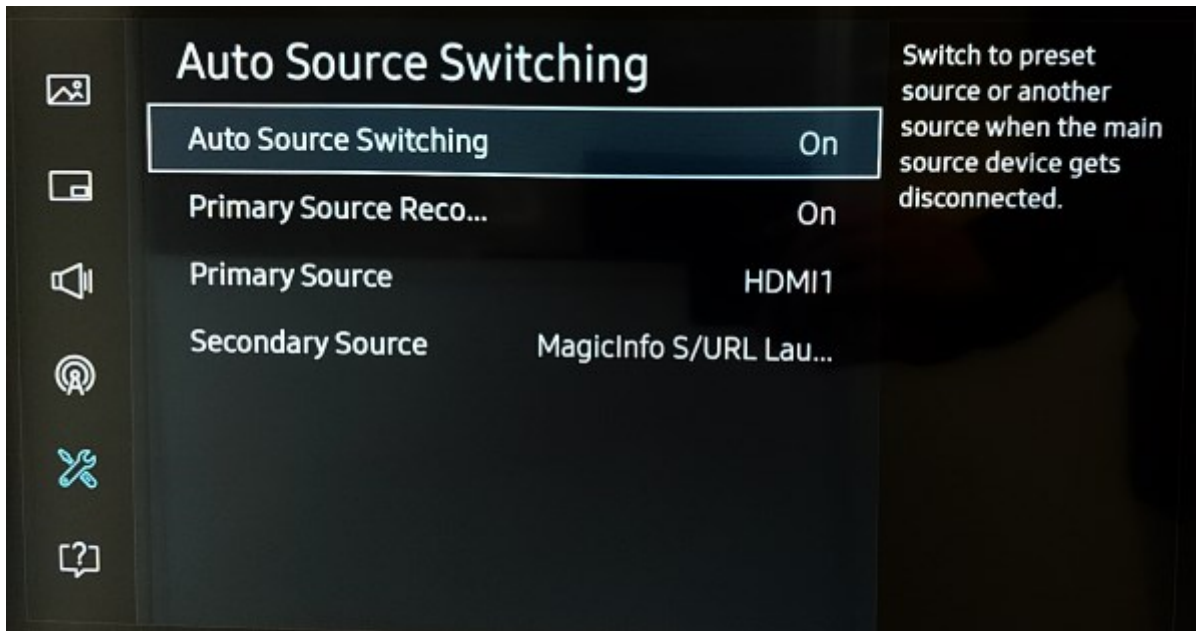 Auto Source Switching
Auto Source Switching On
Primary Source Reco... On
Primary Source HDMI1
Secondary Source MagicInfo S/URL Lau...
Switch to preset
source or another
source when the main
source device gets
disconnected.